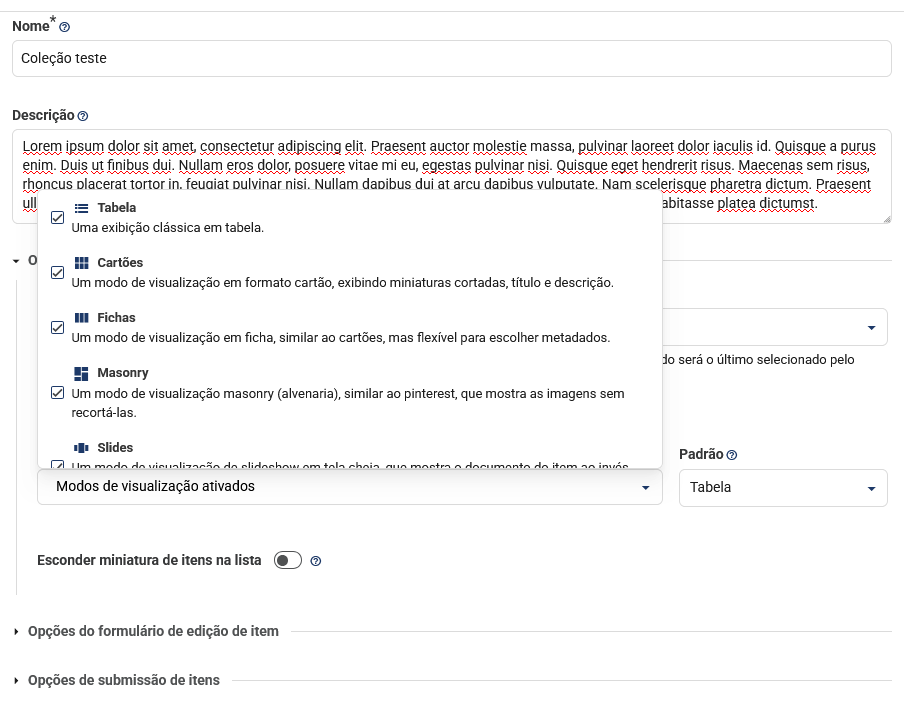 Nome*
Coleção teste
Descrição
Lorem ipsum dolor sit amet, consectetur adipiscing elit. Praesent auctor molestie massa, pulvinar laoreet dolor iaculis id. Quisque a purus
enim. Duis ut finibus dui. Nullam eros dolor, posuere vitae mi eu, egestas pulvinar nisi. Quisque eget hendrerit risus. Maecenas sem risus,
rhoncus placerat tortor in, feugiat pulvinar nisi. Nullam dapibus dui at arcu dapibus vulputate. Nam scelerisque pharetra dictum. Praesent
ull abitasse platea dictumst.
Tabela
Uma exibição clássica em tabela.
O
Cartões
Um modo de visualização em formato cartão, exibindo miniaturas cortadas, título e descrição.
Fichas
Um modo de visualização em ficha, similar ao cartões, mas flexível para escolher metadados.
do será o último selecionado pelo
Masonry
Um modo de visualização masonry (alvenaria), similar ao pinterest, que mostra as imagens sem
recortá-las.
Slides
Um modo de visualização de slideshow em tela cheia, que mostra o documento do item ao invés
Modos de visualização ativados
Padrão
Tabela
Esconder miniatura de itens na lista
Opções do formulário de edição de item
Opções de submissão de itens